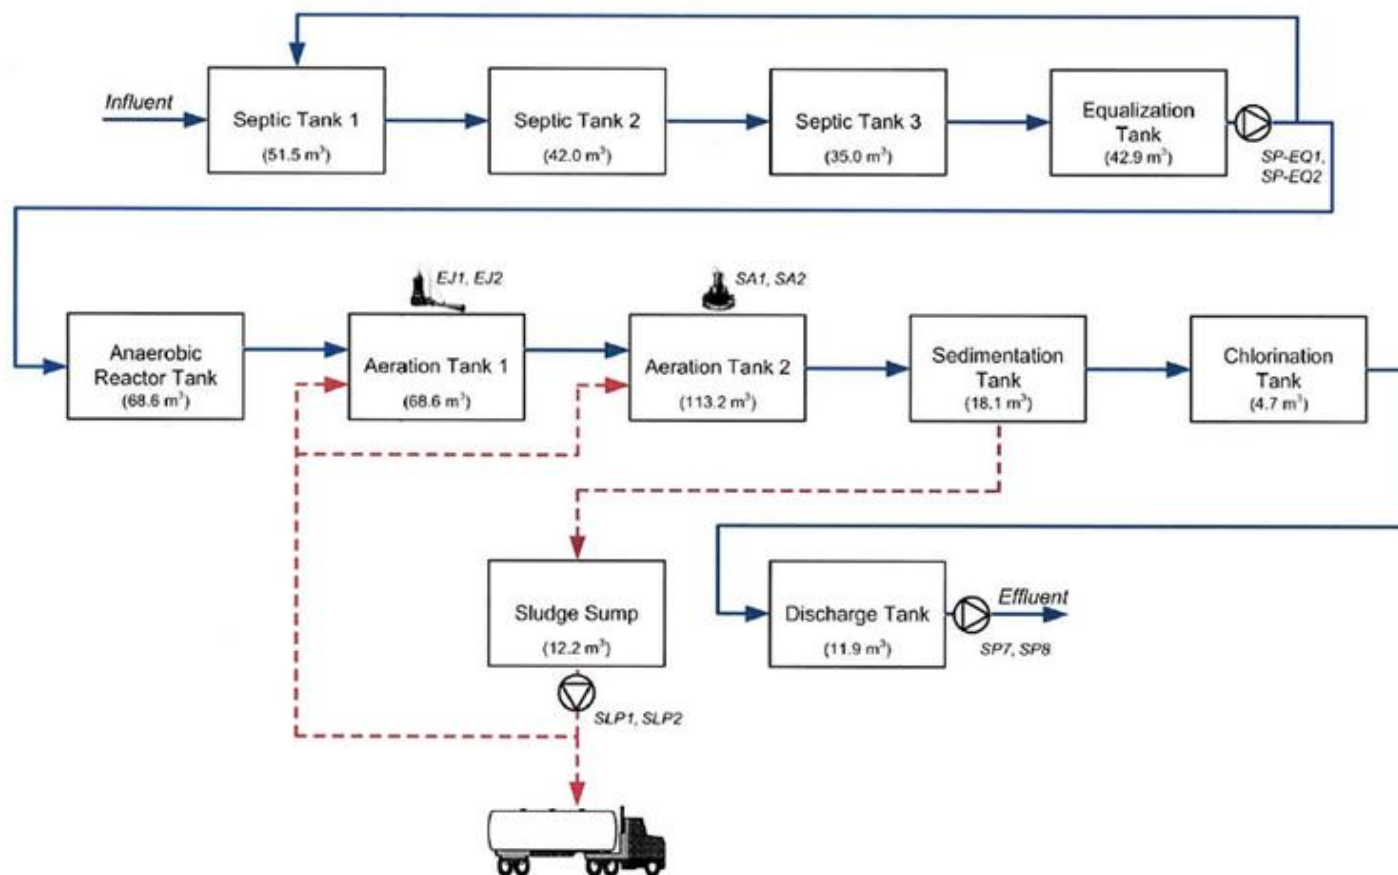 Influent
Septic Tank 1
(51.5 m³)
Septic Tank 2
(42.0 m³)
Septic Tank 3
(35.0 m³)
Equalization
Tank
(42.9 m³)
SP-EQ1,
SP-EQ2
Anaerobic
Reactor Tank
(68.6 m³)
EJ1, EJ2
Aeration Tank 1
(68.6 m³)
SA1, SA2
Aeration Tank 2
(113.2 m³)
Sedimentation
Tank
(18.1 m³)
Chlorination
Tank
(4.7 m³)
Sludge Sump
(12.2 m³)
SLP1, SLP2
Discharge Tank
(11.9 m³)
Effluent
SP7, SP8